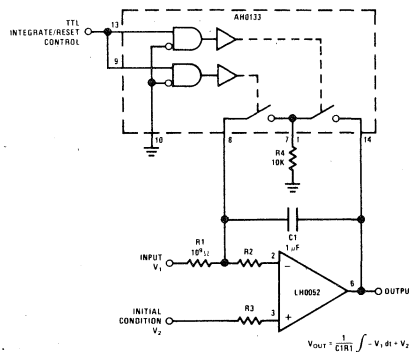 AH0133
TTL
INTEGRATE/RESET
CONTROL
13
9
10
8
7
1
14
R4
10K
C1
1 µF
INPUT
V1
R1
10⁹Ω
R2
2
−
LH0052
6
OUTPU
INITIAL
CONDITION
V2
R3
3
+
VOUT = 1/C1R1 ∫ − V1 dt + V2